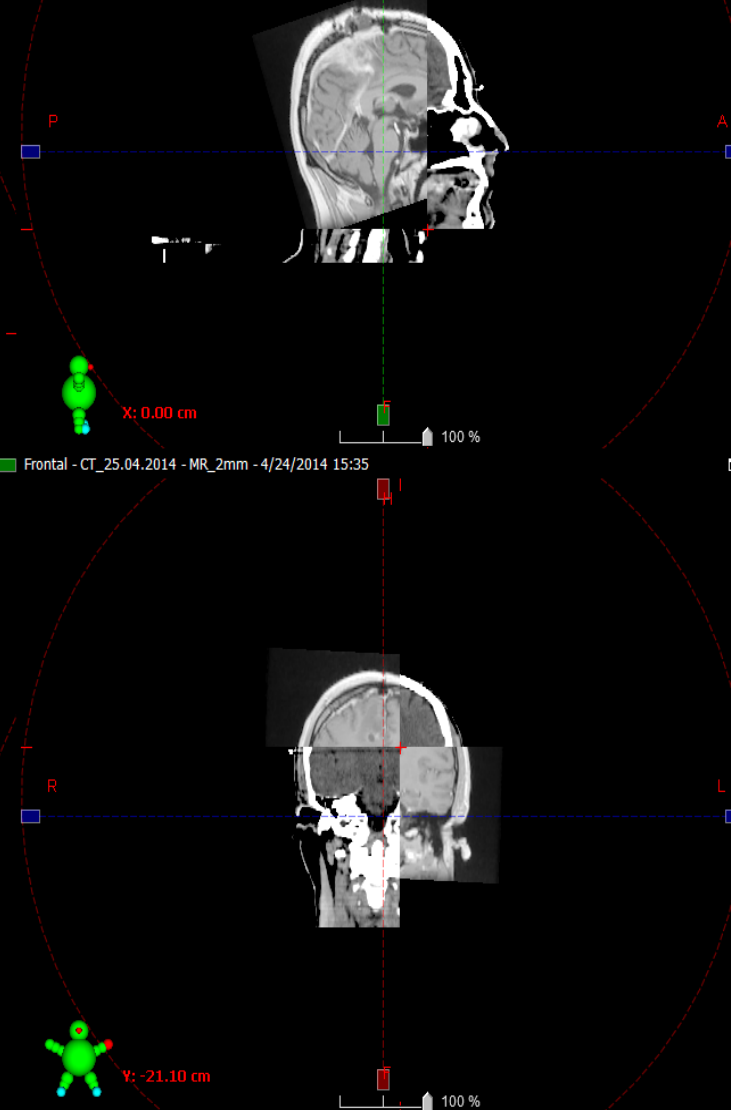 P A
X: 0.00 cm
F
100 %
Frontal - CT_25.04.2014 - MR_2mm - 4/24/2014 15:35
H
R L
Y: -21.10 cm
F
100 %